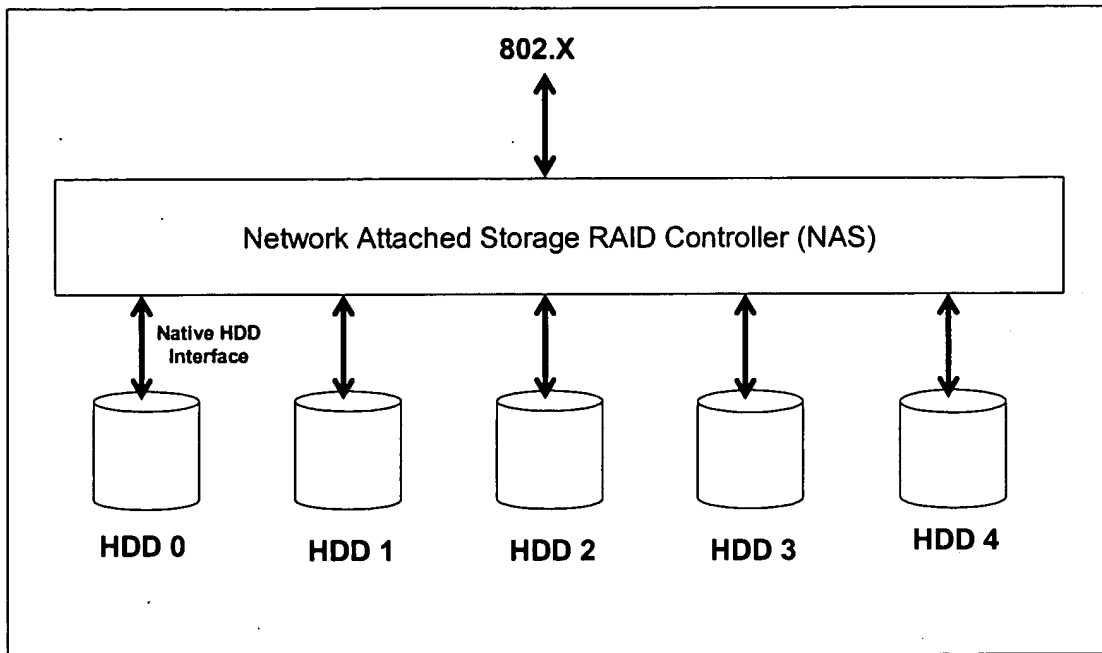 802.X
Network Attached Storage RAID Controller (NAS)
Native HDD
Interface
HDD 0
HDD 1
HDD 2
HDD 3
HDD 4